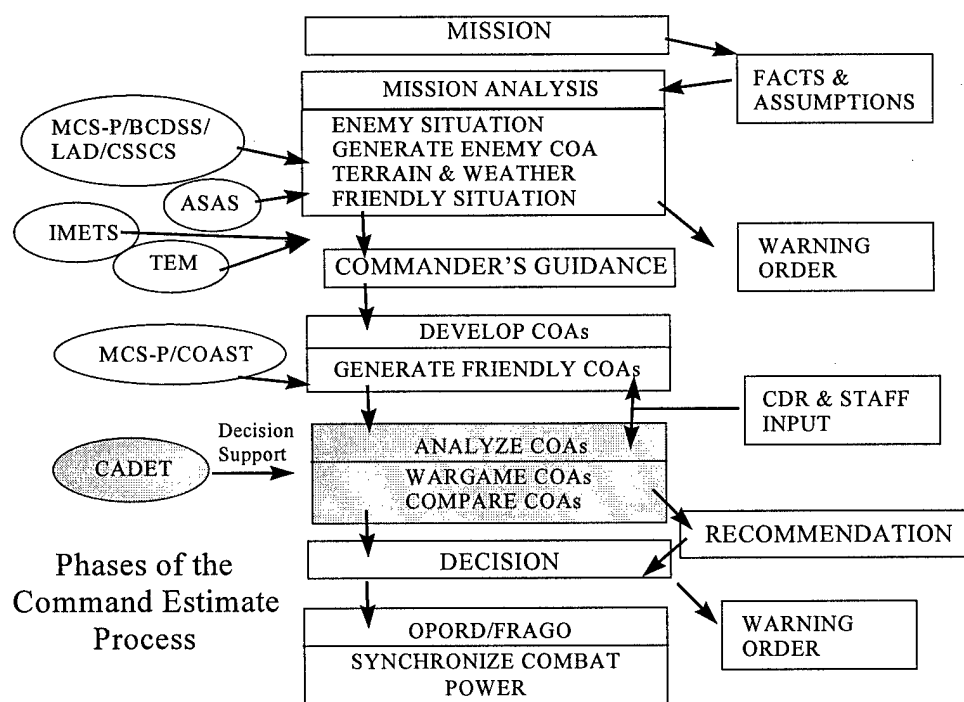 MISSION
FACTS &
ASSUMPTIONS
MISSION ANALYSIS
ENEMY SITUATION
GENERATE ENEMY COA
TERRAIN & WEATHER
FRIENDLY SITUATION
MCS-P/BCDSS/
LAD/CSSCS
ASAS
IMETS
TEM
WARNING
ORDER
COMMANDER'S GUIDANCE
DEVELOP COAs
GENERATE FRIENDLY COAs
MCS-P/COAST
CDR & STAFF
INPUT
Decision
Support
CADET
ANALYZE COAs
WARGAME COAs
COMPARE COAs
RECOMMENDATION
DECISION
Phases of the
Command Estimate
Process
WARNING
ORDER
OPORD/FRAGO
SYNCHRONIZE COMBAT
POWER